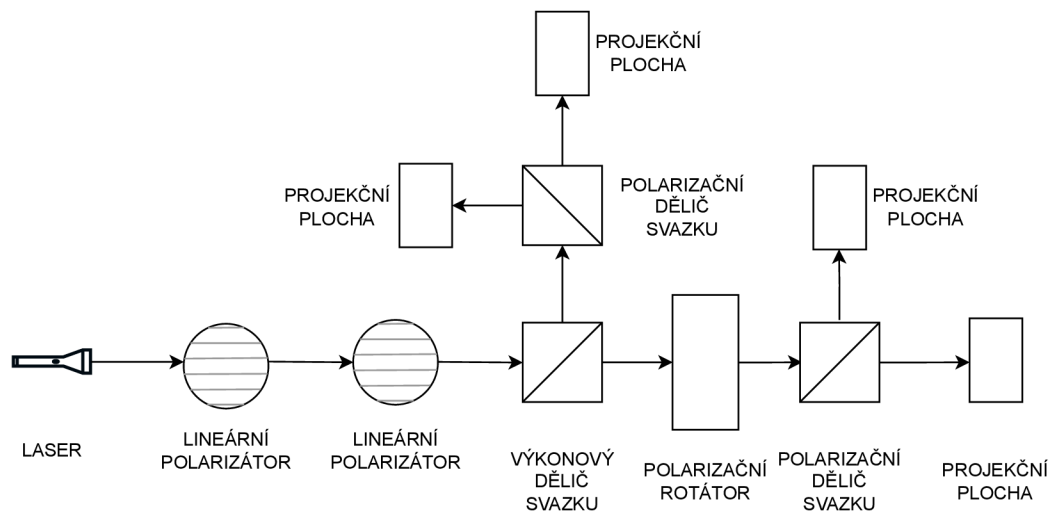 PROJEKČNÍ
PLOCHA
PROJEKČNÍ
PLOCHA
POLARIZAČNÍ
DĚLIČ
SVAZKU
PROJEKČNÍ
PLOCHA
LASER
LINEÁRNÍ
POLARIZÁTOR
LINEÁRNÍ
POLARIZÁTOR
VÝKONOVÝ
DĚLIČ
SVAZKU
POLARIZAČNÍ
ROTÁTOR
POLARIZAČNÍ
DĚLIČ
SVAZKU
PROJEKČNÍ
PLOCHA